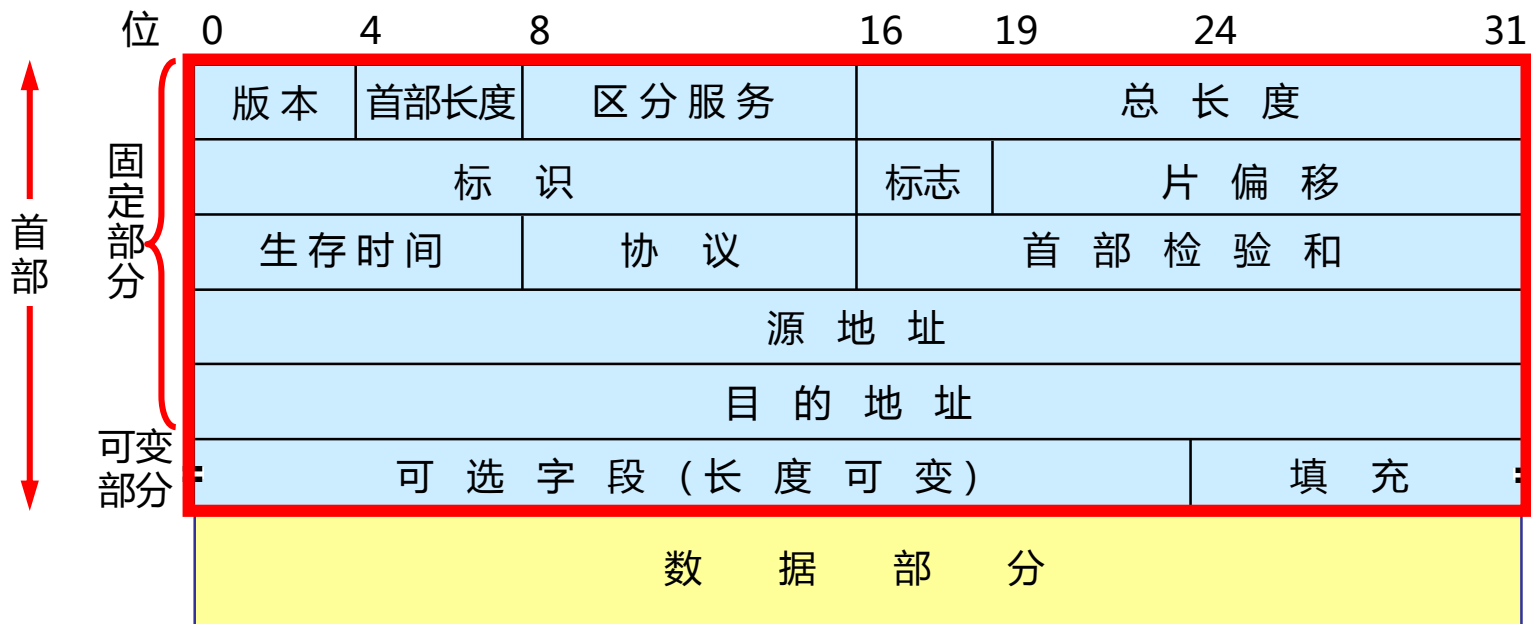 位 0 4 8 16 19 24 31
版本 首部长度 区分服务 总长度
标识 标志 片偏移
生存时间 协议 首部检验和
源地址
目的地址
可选字段(长度可变) 填充
数据部分
首部
固定部分
可变
部分